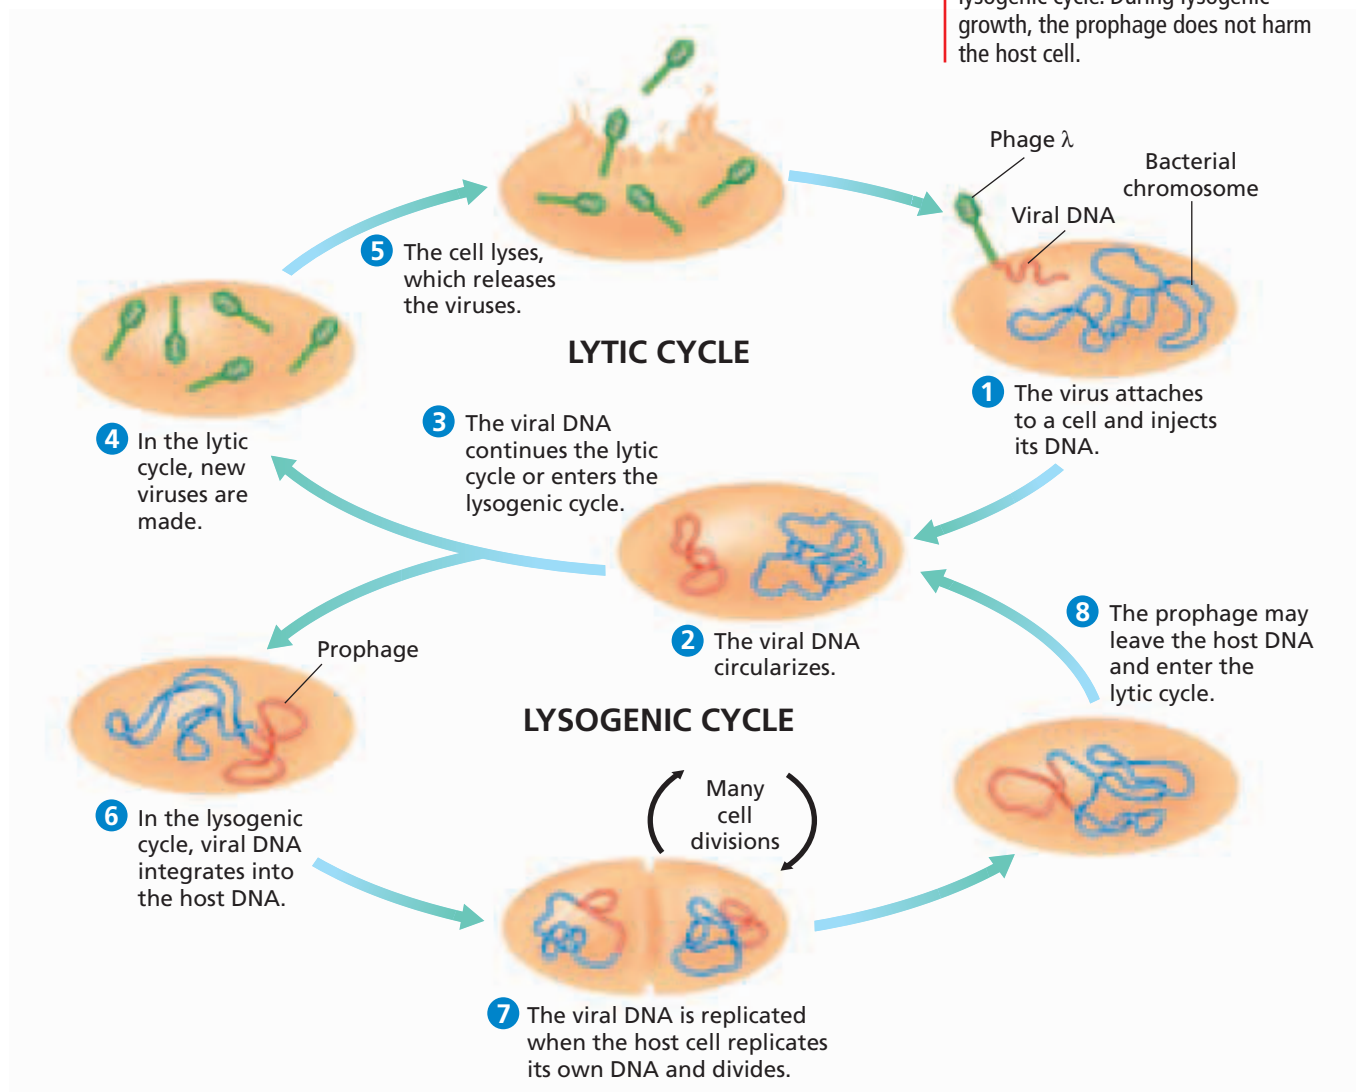 lysogenic cycle. During lysogenic
growth, the prophage does not harm
the host cell.
Phage λ
Bacterial
chromosome
Viral DNA
5 The cell lyses,
which releases
the viruses.
LYTIC CYCLE
1 The virus attaches
to a cell and injects
its DNA.
3 The viral DNA
continues the lytic
cycle or enters the
lysogenic cycle.
4 In the lytic
cycle, new
viruses are
made.
2 The viral DNA
circularizes.
8 The prophage may
leave the host DNA
and enter the
lytic cycle.
Prophage
LYSOGENIC CYCLE
Many
cell
divisions
6 In the lysogenic
cycle, viral DNA
integrates into
the host DNA.
7 The viral DNA is replicated
when the host cell replicates
its own DNA and divides.